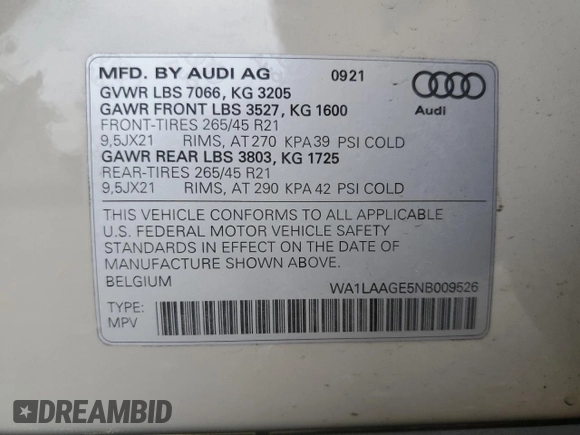 MFD. BY AUDI AG 0921
GVWR LBS 7066, KG 3205
GAWR FRONT LBS 3527, KG 1600
FRONT-TIRES 265/45 R21
9,5JX21 RIMS, AT 270 KPA 39 PSI COLD
GAWR REAR LBS 3803, KG 1725
REAR-TIRES 265/45 R21
9,5JX21 RIMS, AT 290 KPA 42 PSI COLD
Audi
THIS VEHICLE CONFORMS TO ALL APPLICABLE
U.S. FEDERAL MOTOR VEHICLE SAFETY
STANDARDS IN EFFECT ON THE DATE OF
MANUFACTURE SHOWN ABOVE.
BELGIUM WA1LAAGE5NB009526
TYPE:
MPV
DREAMBID